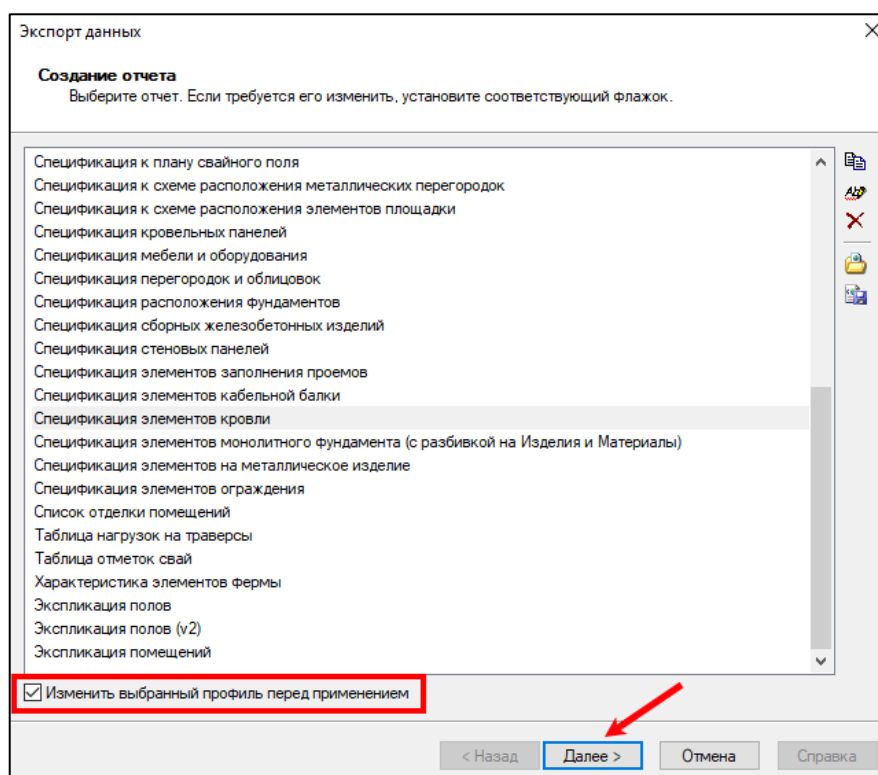 Экспорт данных
Создание отчета
Выберите отчет. Если требуется его изменить, установите соответствующий флажок.
Спецификация к плану свайного поля
Спецификация к схеме расположения металлических перегородок
Спецификация к схеме расположения элементов площадки
Спецификация кровельных панелей
Спецификация мебели и оборудования
Спецификация перегородок и облицовок
Спецификация расположения фундаментов
Спецификация сборных железобетонных изделий
Спецификация стеновых панелей
Спецификация элементов заполнения проемов
Спецификация элементов кабельной балки
Спецификация элементов кровли
Спецификация элементов монолитного фундамента (с разбивкой на Изделия и Материалы)
Спецификация элементов на металлическое изделие
Спецификация элементов ограждения
Список отделки помещений
Таблица нагрузок на траверсы
Таблица отметок свай
Характеристика элементов фермы
Экспликация полов
Экспликация полов (v2)
Экспликация помещений
Изменить выбранный профиль перед применением
< Назад Далее > Отмена Справка